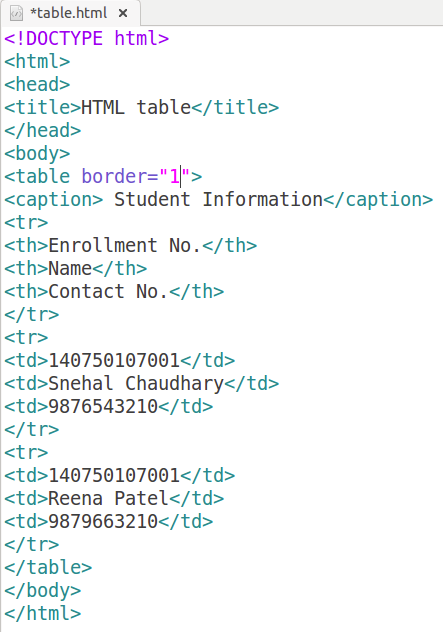 *table.html ×
<!DOCTYPE html>
<html>
<head>
<title>HTML table</title>
</head>
<body>
<table border="1">
<caption> Student Information</caption>
<tr>
<th>Enrollment No.</th>
<th>Name</th>
<th>Contact No.</th>
</tr>
<tr>
<td>140750107001</td>
<td>Snehal Chaudhary</td>
<td>9876543210</td>
</tr>
<tr>
<td>140750107001</td>
<td>Reena Patel</td>
<td>9879663210</td>
</tr>
</table>
</body>
</html>